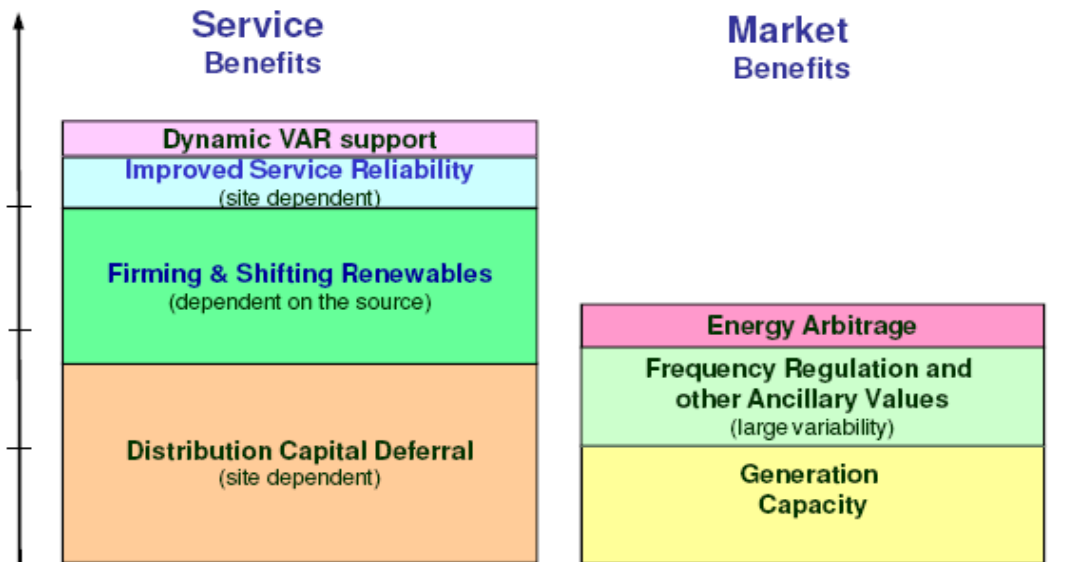 Service
Benefits
Dynamic VAR support
Improved Service Reliability
(site dependent)
Firming & Shifting Renewables
(dependent on the source)
Distribution Capital Deferral
(site dependent)
Market
Benefits
Energy Arbitrage
Frequency Regulation and
other Ancillary Values
(large variability)
Generation
Capacity